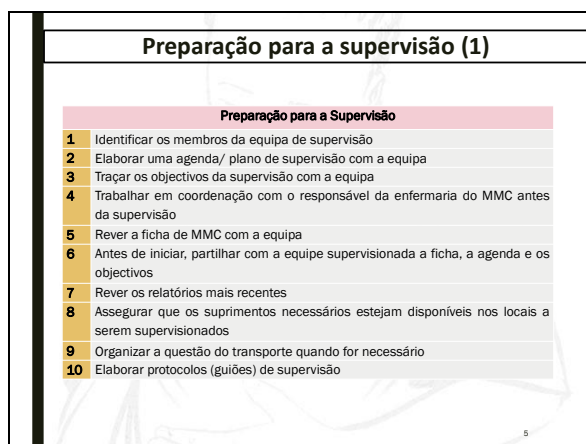 Preparação para a supervisão (1)
Preparação para a Supervisão
1 Identificar os membros da equipa de supervisão
2 Elaborar uma agenda/ plano de supervisão com a equipa
3 Traçar os objectivos da supervisão com a equipa
4 Trabalhar em coordenação com o responsável da enfermaria do MMC antes
da supervisão
5 Rever a ficha de MMC com a equipa
6 Antes de iniciar, partilhar com a equipe supervisionada a ficha, a agenda e os
objectivos
7 Rever os relatórios mais recentes
8 Assegurar que os suprimentos necessários estejam disponíveis nos locais a
serem supervisionados
9 Organizar a questão do transporte quando for necessário
10 Elaborar protocolos (guiões) de supervisão
5